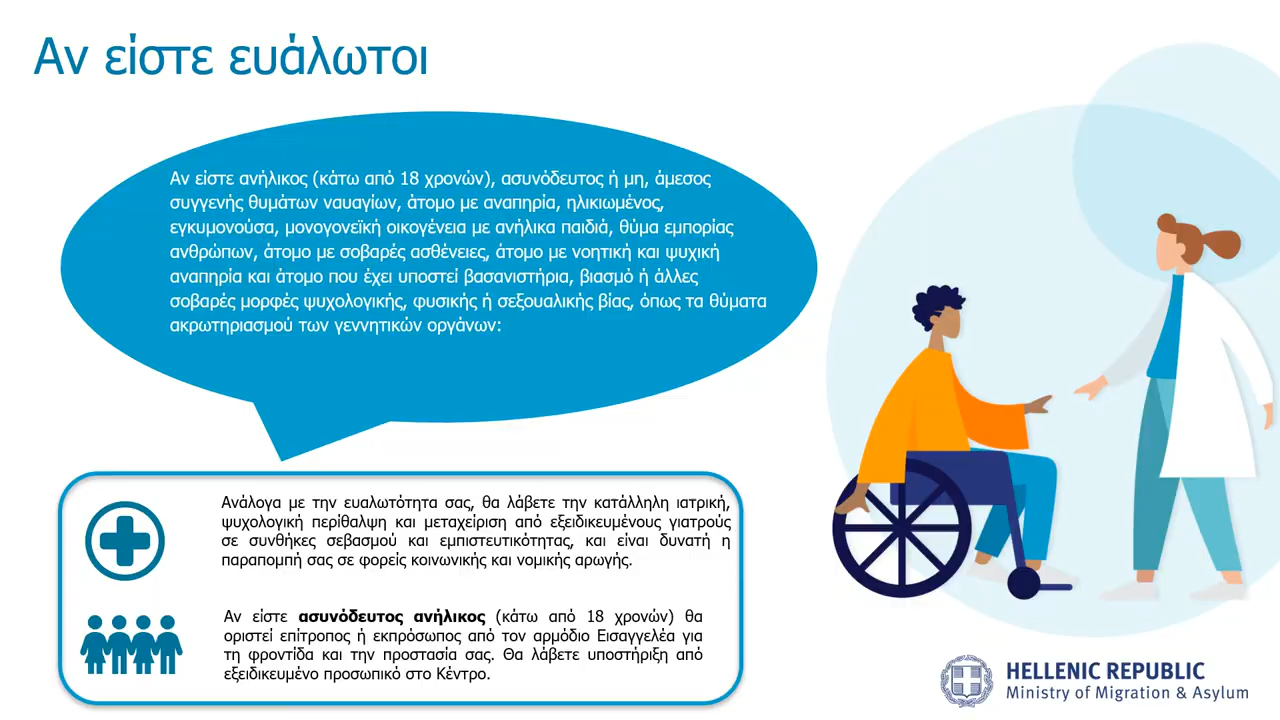 Αν είστε ευάλωτοι
Αν είστε ανήλικος (κάτω από 18 χρονών), ασυνόδευτος ή μη, άμεσος
συγγενής θυμάτων ναυαγίων, άτομο με αναπηρία, ηλικιωμένος,
εγκυμονούσα, μονογονεϊκή οικογένεια με ανήλικα παιδιά, θύμα εμπορίας
ανθρώπων, άτομο με σοβαρές ασθένειες, άτομο με νοητική και ψυχική
αναπηρία και άτομο που έχει υποστεί βασανιστήρια, βιασμό ή άλλες
σοβαρές μορφές ψυχολογικής, φυσικής ή σεξουαλικής βίας, όπως τα θύματα
ακρωτηριασμού των γεννητικών οργάνων:
Ανάλογα με την ευαλωτότητα σας, θα λάβετε την κατάλληλη ιατρική,
ψυχολογική περίθαλψη και μεταχείριση από εξειδικευμένους γιατρούς
σε συνθήκες σεβασμού και εμπιστευτικότητας, και είναι δυνατή η
παραπομπή σας σε φορείς κοινωνικής και νομικής αρωγής.
Αν είστε ασυνόδευτος ανήλικος (κάτω από 18 χρονών) θα
οριστεί επίτροπος ή εκπρόσωπος από τον αρμόδιο Εισαγγελέα για
τη φροντίδα και την προστασία σας. Θα λάβετε υποστήριξη από
εξειδικευμένο προσωπικό στο Κέντρο.
HELLENIC REPUBLIC
Ministry of Migration & Asylum